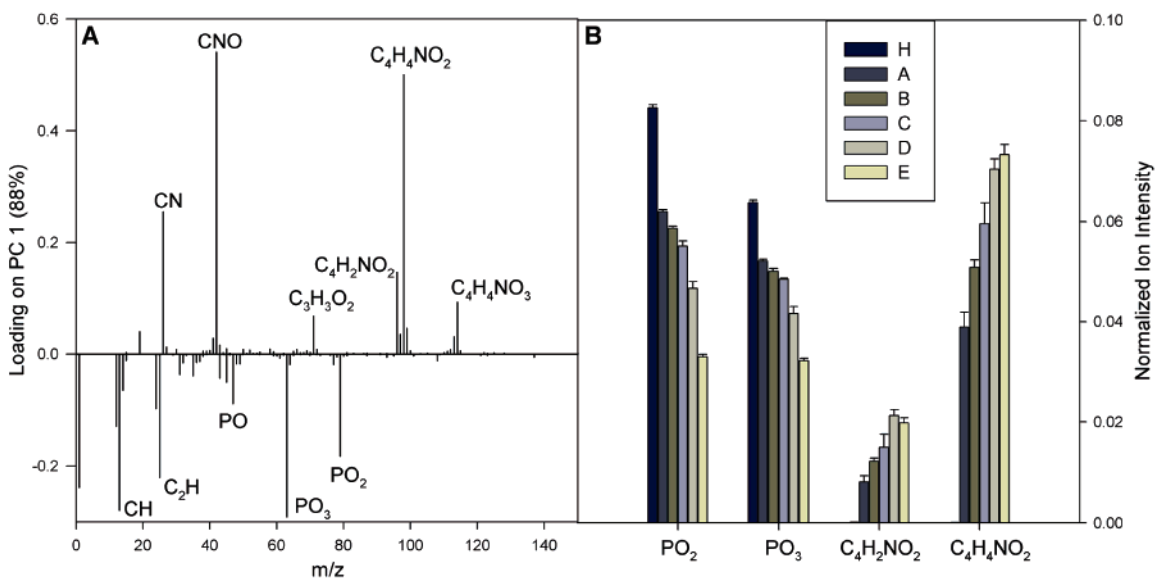 A
0.6
0.4
0.2
0.0
-0.2
Loading on PC 1 (88%)
CNO
C₄H₄NO₂
CN
C₄H₂NO₂
C₃H₃O₂
C₄H₄NO₃
PO
PO₂
C₂H
CH
PO₃
0 20 40 60 80 100 120 140
m/z
B
H
A
B
C
D
E
0.10
0.08
0.06
0.04
0.02
0.00
Normalized Ion Intensity
PO₂ PO₃ C₄H₂NO₂ C₄H₄NO₂